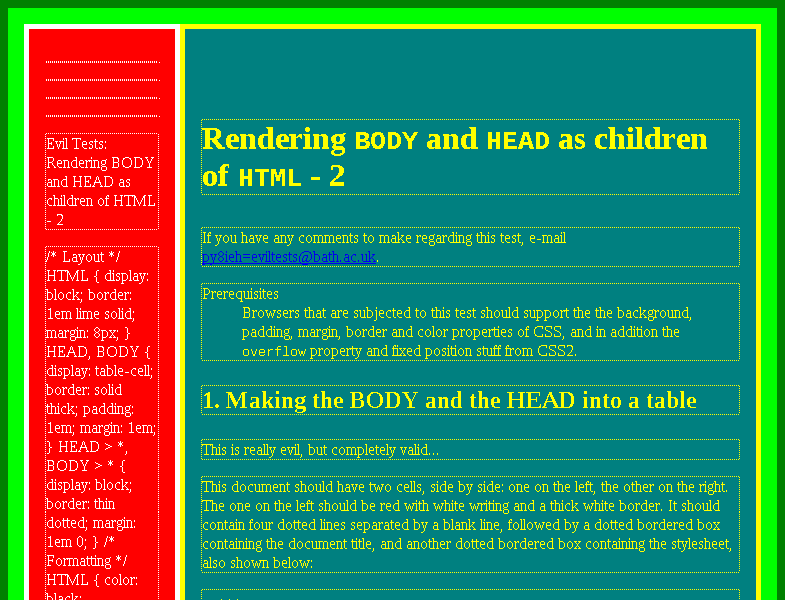 Evil Tests:
Rendering BODY
and HEAD as
children of HTML
- 2
/* Layout */
HTML { display:
block; border:
1em lime solid;
margin: 8px; }
HEAD, BODY {
display: table-cell;
border: solid
thick; padding:
1em; margin: 1em;
} HEAD > *,
BODY > * {
display: block;
border: thin
dotted; margin:
1em 0; } /*
Formatting */
HTML { color:
black;
Rendering BODY and HEAD as children
of HTML - 2
If you have any comments to make regarding this test, e-mail
py8ieh=eviltests@bath.ac.uk.
Prerequisites
Browsers that are subjected to this test should support the the background,
padding, margin, border and color properties of CSS, and in addition the
overflow property and fixed position stuff from CSS2.
1. Making the BODY and the HEAD into a table
This is really evil, but completely valid...
This document should have two cells, side by side: one on the left, the other on the right.
The one on the left should be red with white writing and a thick white border. It should
contain four dotted lines separated by a blank line, followed by a dotted bordered box
containing the document title, and another dotted bordered box containing the stylesheet,
also shown below: